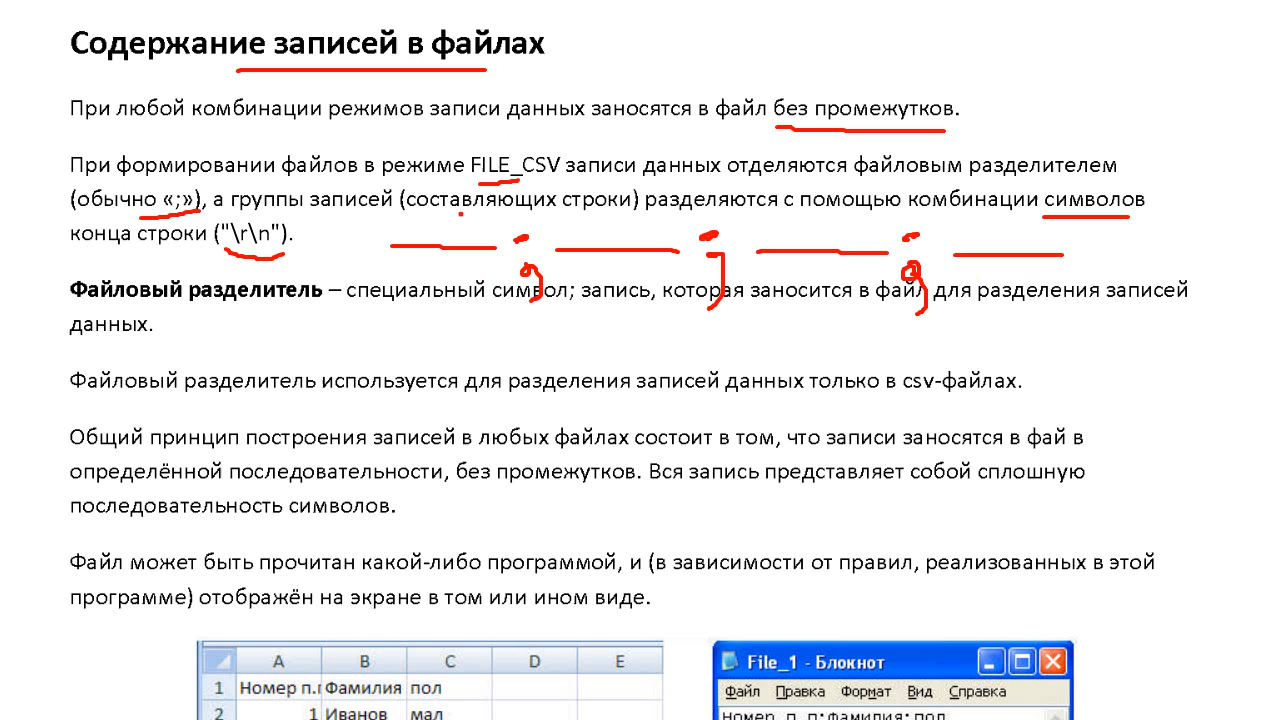 Содержание записей в файлах
При любой комбинации режимов записи данных заносятся в файл без промежутков.
При формировании файлов в режиме FILE_CSV записи данных отделяются файловым разделителем
(обычно «;»), а группы записей (составляющих строки) разделяются с помощью комбинации символов
конца строки ("\r\n").
Файловый разделитель – специальный символ; запись, которая заносится в файл для разделения записей
данных.
Файловый разделитель используется для разделения записей данных только в csv-файлах.
Общий принцип построения записей в любых файлах состоит в том, что записи заносятся в фай в
определённой последовательности, без промежутков. Вся запись представляет собой сплошную
последовательность символов.
Файл может быть прочитан какой-либо программой, и (в зависимости от правил, реализованных в этой
программе) отображён на экране в том или ином виде.
A B C D E
1 Номер п.г Фамилия пол
2 1 Иванов мал
File_1 - Блокнот
Файл Правка Формат Вид Справка
Номер п. п; Фамилия; пол